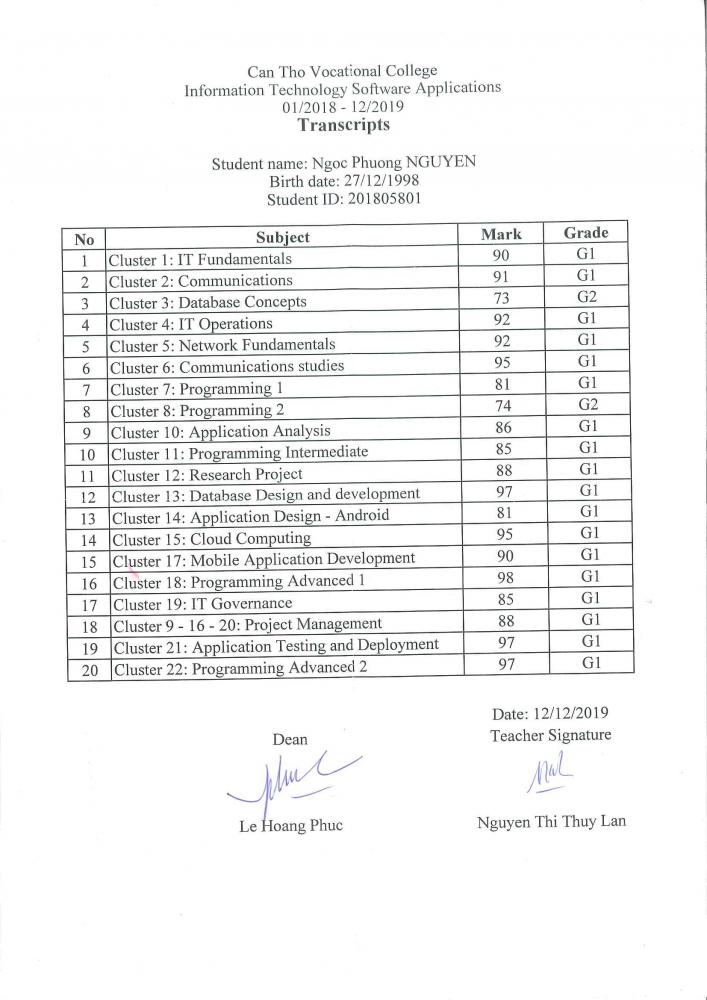 Can Tho Vocational College
Information Technology Software Applications
01/2018 - 12/2019
Transcripts
Student name: Ngoc Phuong NGUYEN
Birth date: 27/12/1998
Student ID: 201805801
No Subject Mark Grade
1 Cluster 1: IT Fundamentals 90 G1
2 Cluster 2: Communications 91 G1
3 Cluster 3: Database Concepts 73 G2
4 Cluster 4: IT Operations 92 G1
5 Cluster 5: Network Fundamentals 92 G1
6 Cluster 6: Communications studies 95 G1
7 Cluster 7: Programming 1 81 G1
8 Cluster 8: Programming 2 74 G2
9 Cluster 10: Application Analysis 86 G1
10 Cluster 11: Programming Intermediate 85 G1
11 Cluster 12: Research Project 88 G1
12 Cluster 13: Database Design and development 97 G1
13 Cluster 14: Application Design - Android 81 G1
14 Cluster 15: Cloud Computing 95 G1
15 Cluster 17: Mobile Application Development 90 G1
16 Cluster 18: Programming Advanced 1 98 G1
17 Cluster 19: IT Governance 85 G1
18 Cluster 9 - 16 - 20: Project Management 88 G1
19 Cluster 21: Application Testing and Deployment 97 G1
20 Cluster 22: Programming Advanced 2 97 G1
Date: 12/12/2019
Dean Teacher Signature
Le Hoang Phuc Nguyen Thi Thuy Lan